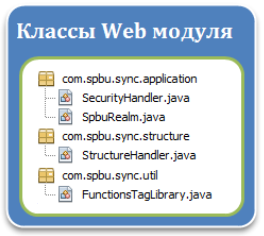 Классы Web модуля
com.spbu.sync.application
SecurityHandler.java
SpbuRealm.java
com.spbu.sync.structure
StructureHandler.java
com.spbu.sync.util
FunctionsTagLibrary.java